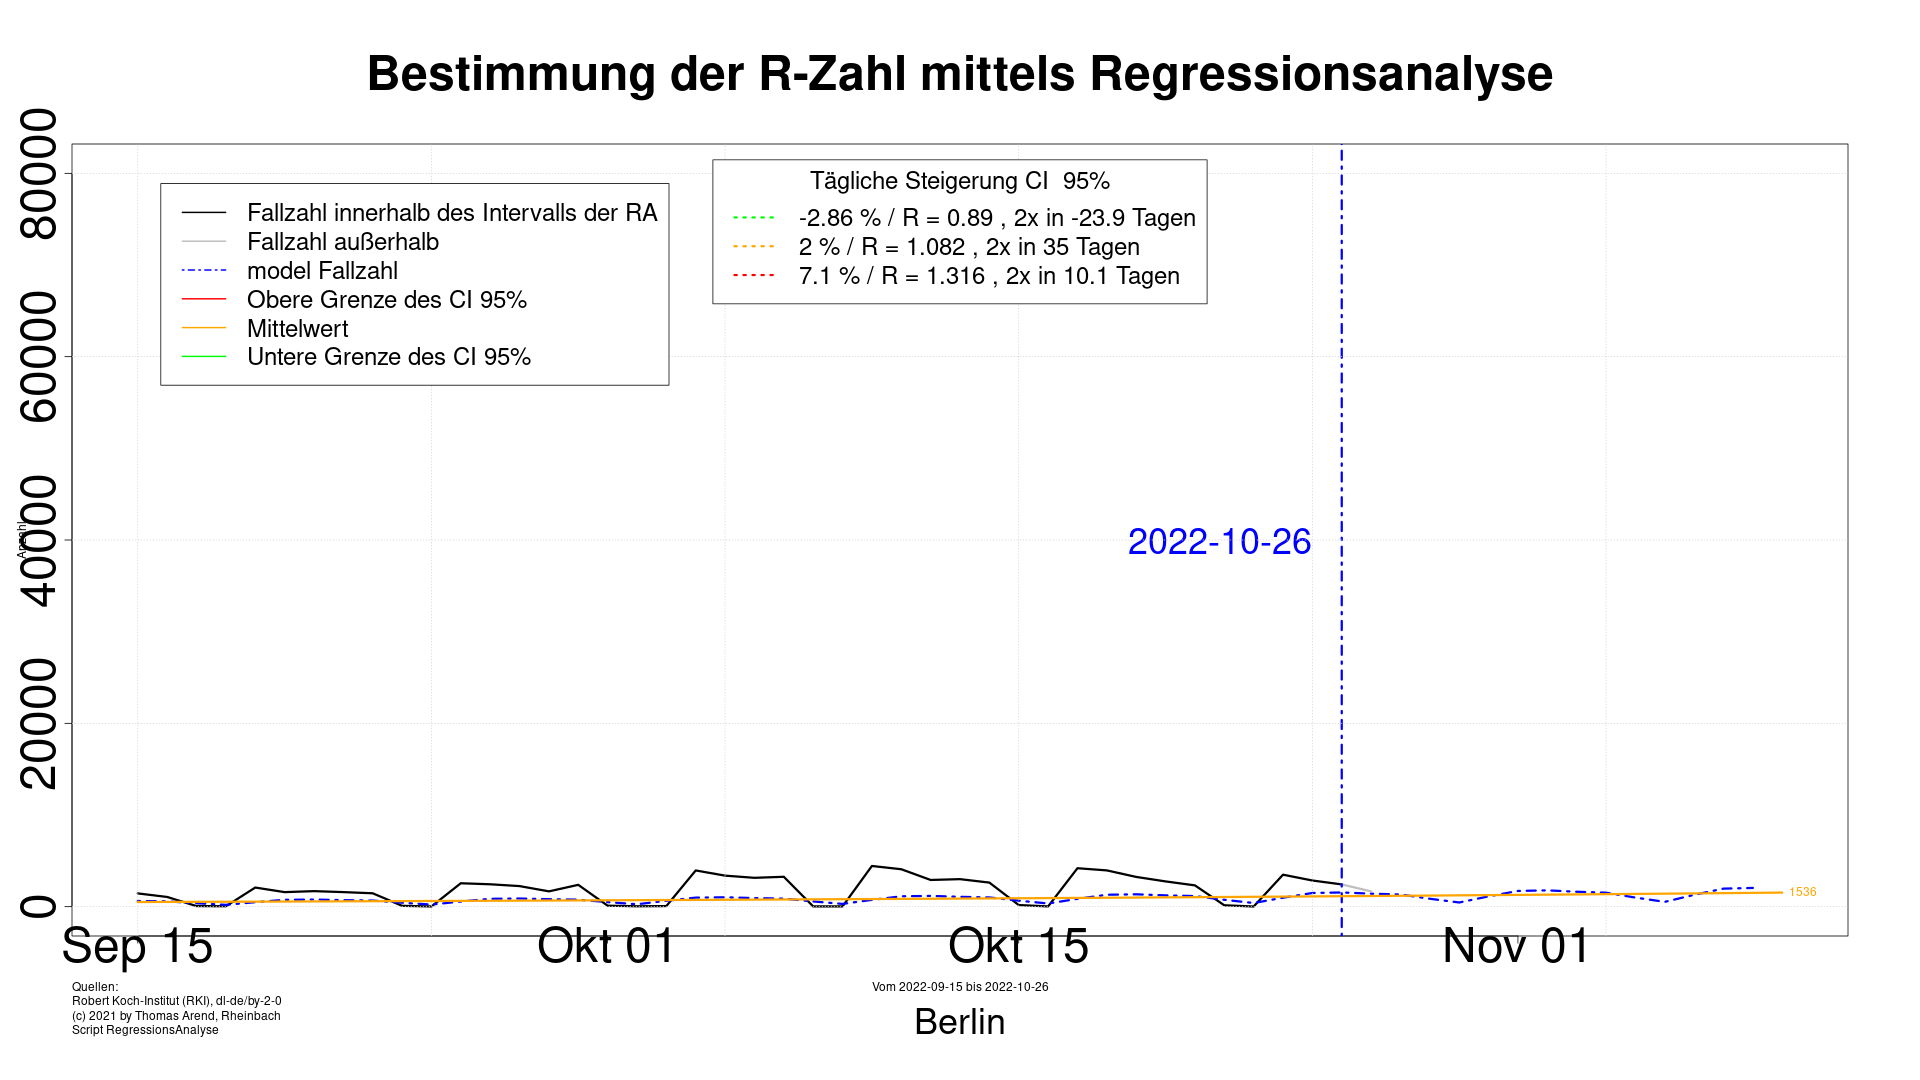 Bestimmung der R-Zahl mittels Regressionsanalyse
80000
60000
40000
20000
0
Anzahl
Fallzahl innerhalb des Intervalls der RA
Fallzahl außerhalb
model Fallzahl
Obere Grenze des CI 95%
Mittelwert
Untere Grenze des CI 95%
Tägliche Steigerung CI  95%
-2.86 % / R = 0.89 , 2x in -23.9 Tagen
2 % / R = 1.082 , 2x in 35 Tagen
7.1 % / R = 1.316 , 2x in 10.1 Tagen
2022-10-26
1536
Sep 15 Okt 01 Okt 15 Nov 01
Quellen:
Robert Koch-Institut (RKI), dl-de/by-2-0
(c) 2021 by Thomas Arend, Rheinbach
Script RegressionsAnalyse
Vom 2022-09-15 bis 2022-10-26
Berlin